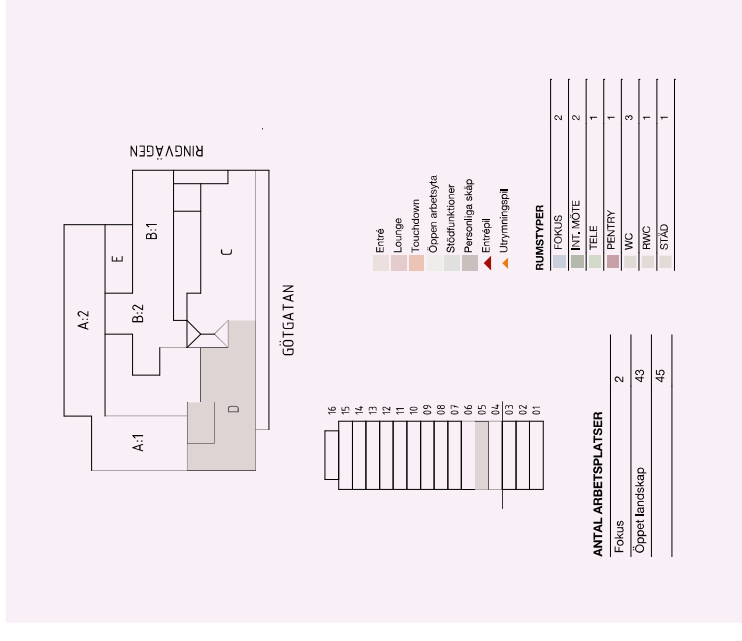 RINGVÄGEN
A:2
E
B:1
B:2
C
A:1
D
GÖTGATAN
16
15
14
13
12
11
10
09
08
07
06
05
04
03
02
01
Entré
Lounge
Touchdown
Öppen arbetsyta
Stödfunktioner
Personliga skåp
Entrépil
Utrymningspil
RUMSTYPER
FOKUS 2
INT. MÖTE 2
TELE 1
PENTRY 1
WC 3
RWC 1
STÄD 1
ANTAL ARBETSPLATSER
Fokus 2
Öppet landskap 43
45